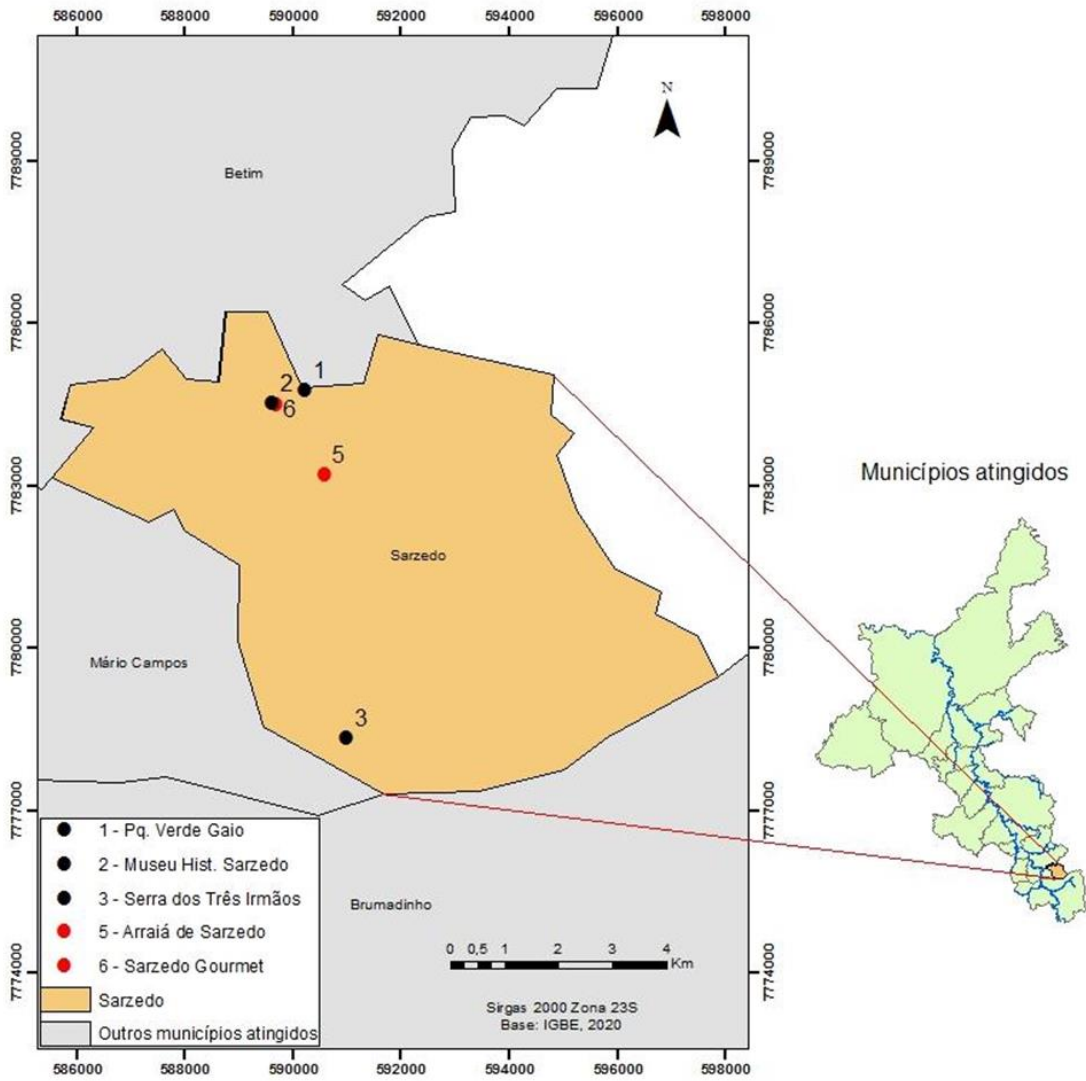 586000 588000 590000 592000 594000 596000 598000
N
7789000 7789000
Betim
7786000 7786000
1
2
6
5
7783000 7783000
Municípios atingidos
Sarzedo
7780000 7780000
Mário Campos
3
7777000 7777000
1 - Pq. Verde Gaio
2 - Museu Hist. Sarzedo
3 - Serra dos Três Irmãos
5 - Arraiá de Sarzedo
6 - Sarzedo Gourmet
Sarzedo
Outros municípios atingidos
Brumadinho
0 0,5 1 2 3 4
Km
7774000 7774000
Sirgas 2000 Zona 23S
Base: IGBE, 2020
586000 588000 590000 592000 594000 596000 598000